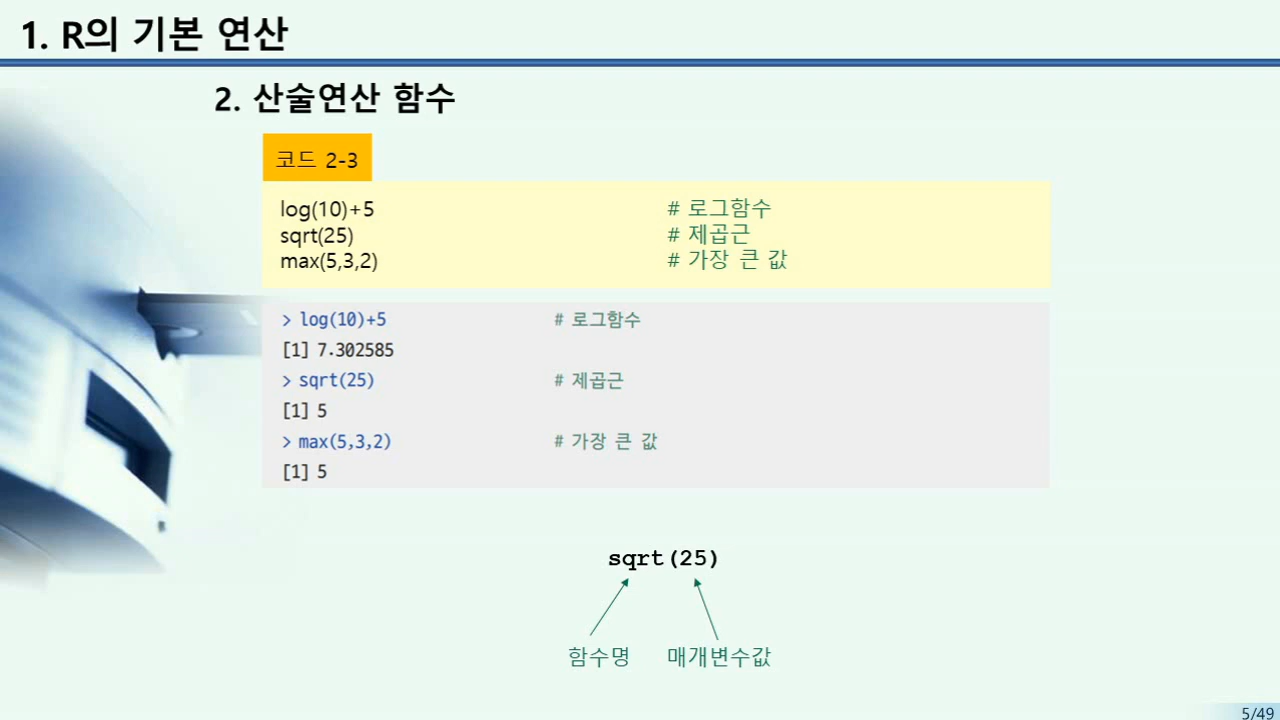 1. R의 기본 연산
2. 산술연산 함수
코드 2-3
log(10)+5 # 로그함수
sqrt(25) # 제곱근
max(5,3,2) # 가장 큰 값
> log(10)+5 # 로그함수
[1] 7.302585
> sqrt(25) # 제곱근
[1] 5
> max(5,3,2) # 가장 큰 값
[1] 5
sqrt(25)
함수명 매개변수값
5/49